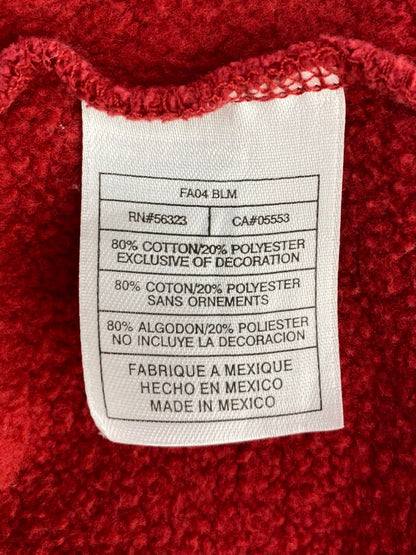 FA04 BLM
RN#56323 CA#05553
80% COTTON/20% POLYESTER
EXCLUSIVE OF DECORATION
80% COTON/20% POLYESTER
SANS ORNEMENTS
80% ALGODON/20% POLIESTER
NO INCLUYE LA DECORACION
FABRIQUE A MEXIQUE
HECHO EN MEXICO
MADE IN MEXICO